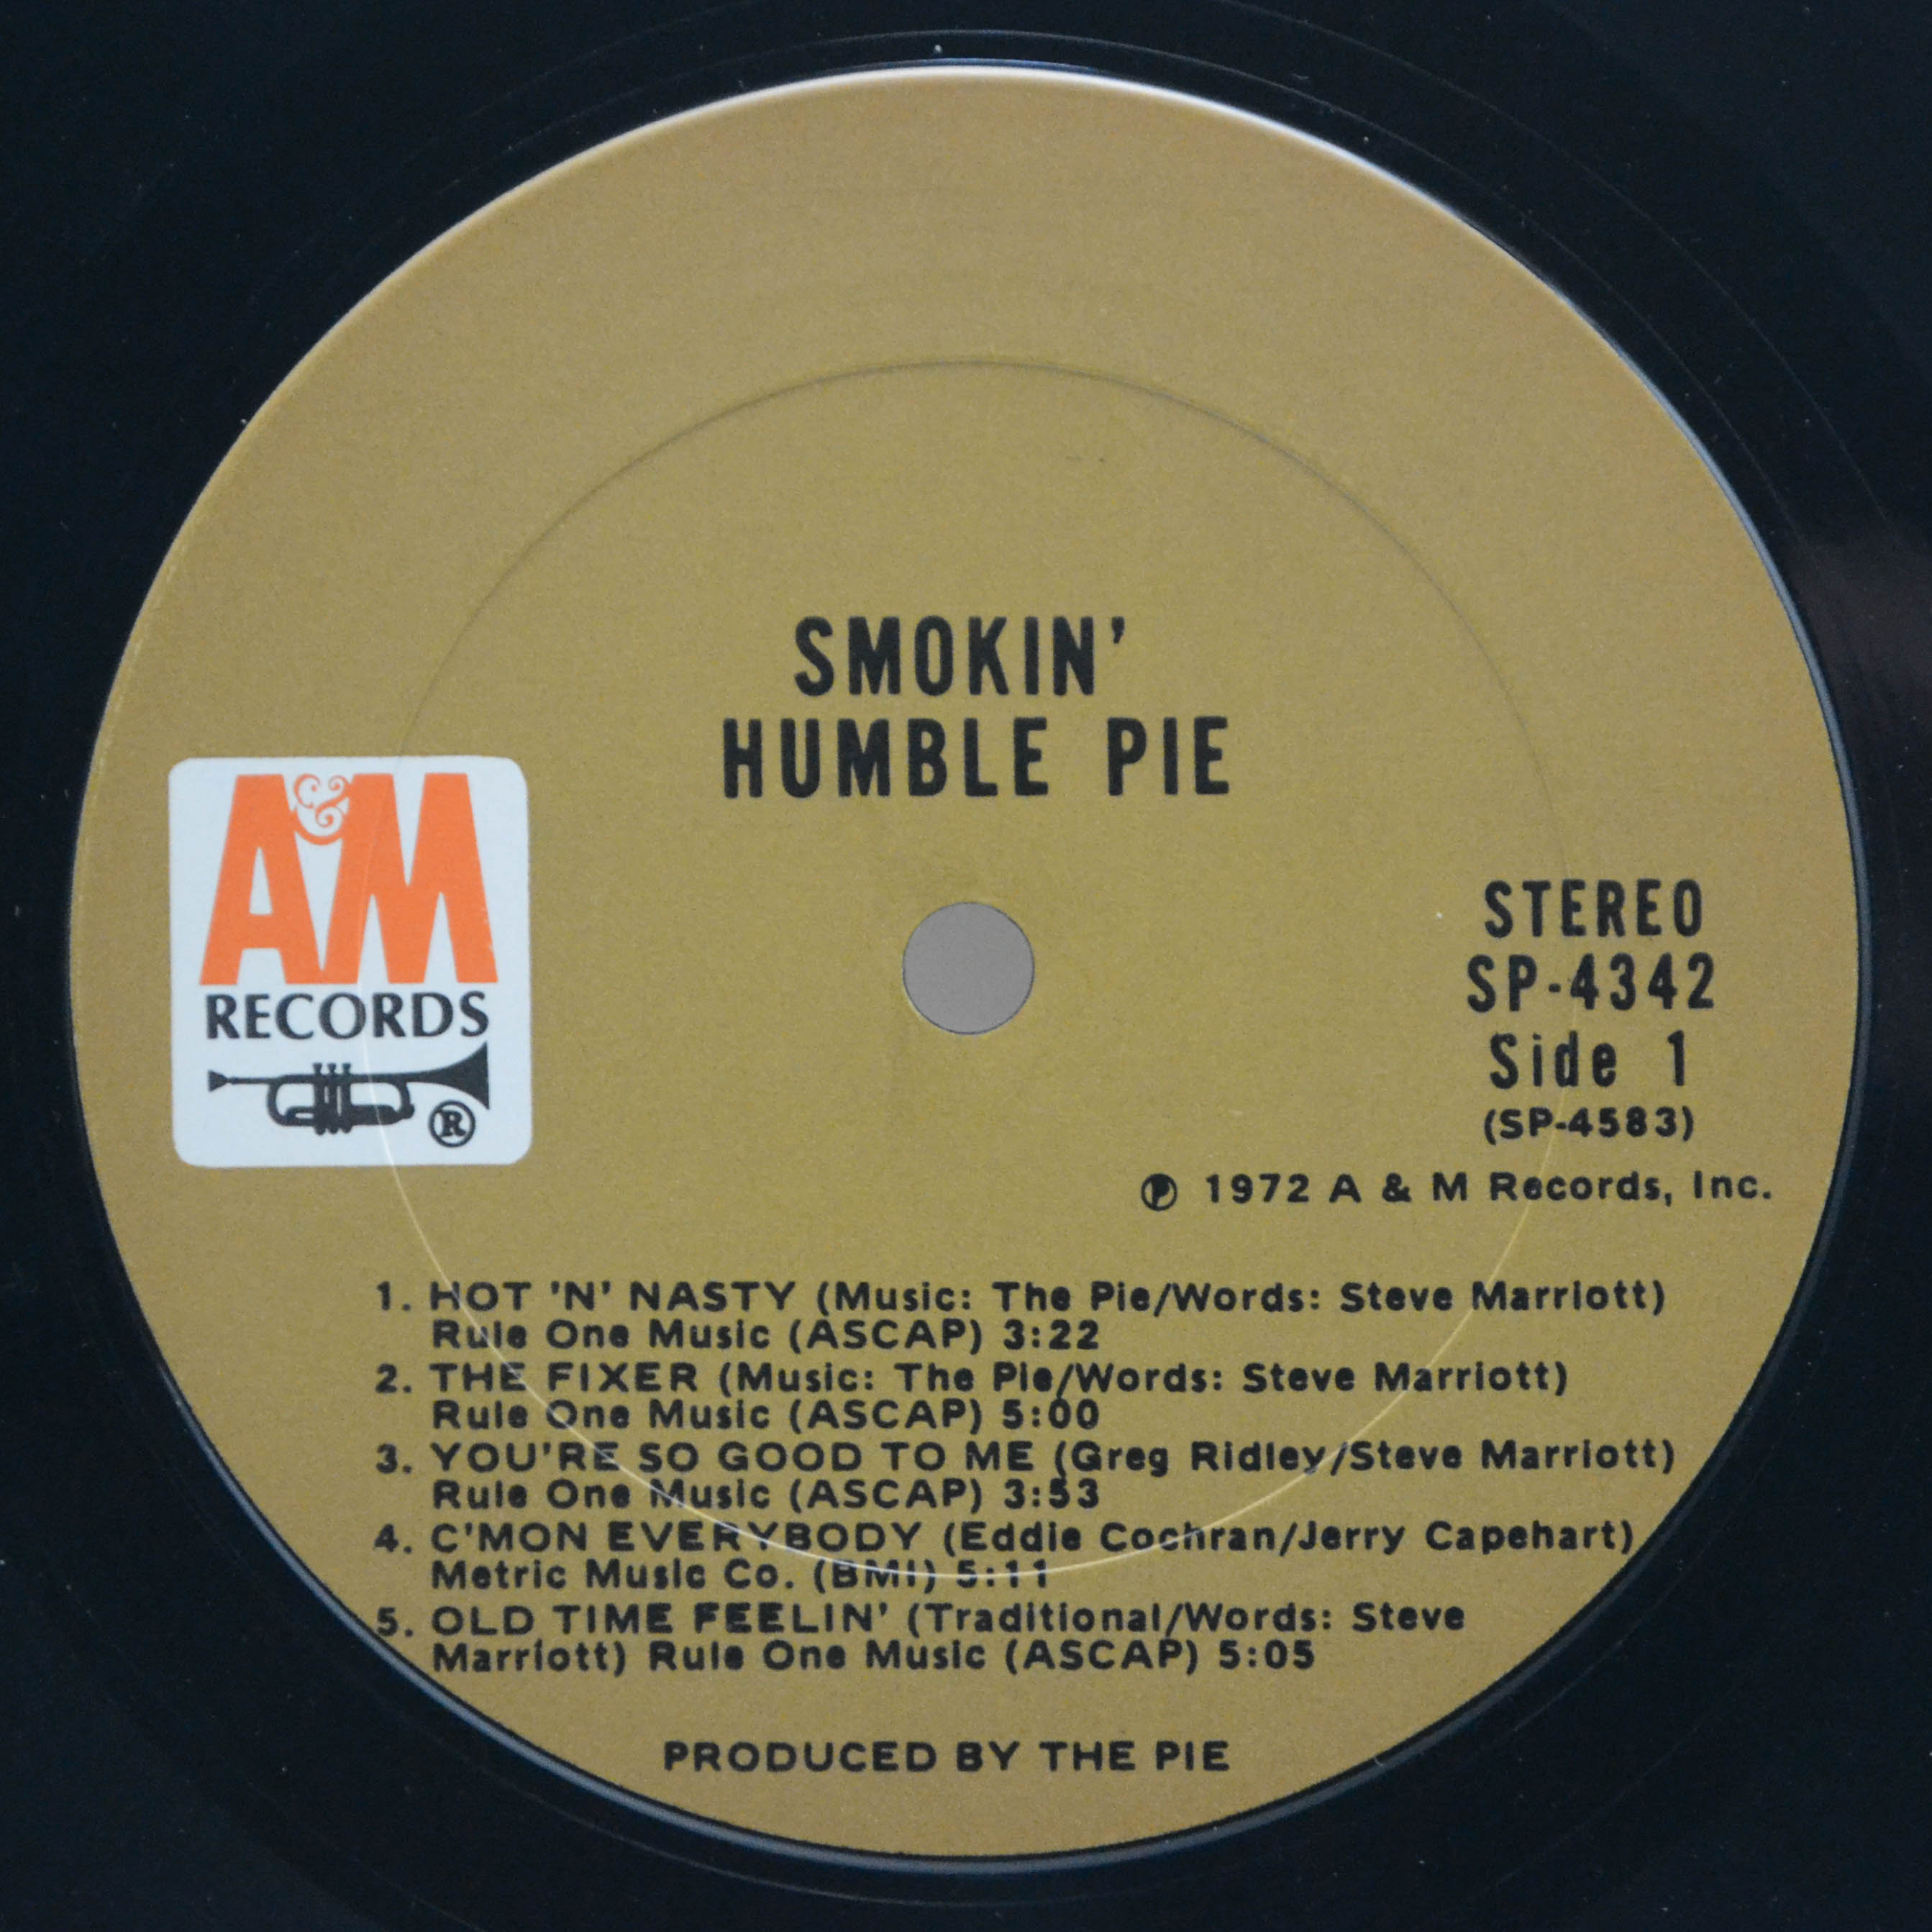 SMOKIN'
HUMBLE PIE
A&M
RECORDS
®
STEREO
SP-4342
Side 1
(SP-4583)
℗ 1972 A & M Records, Inc.
1. HOT 'N' NASTY (Music: The Pie/Words: Steve Marriott)
Rule One Music (ASCAP) 3:22
2. THE FIXER (Music: The Pie/Words: Steve Marriott)
Rule One Music (ASCAP) 5:00
3. YOU'RE SO GOOD TO ME (Greg Ridley/Steve Marriott)
Rule One Music (ASCAP) 3:53
4. C'MON EVERYBODY (Eddie Cochran/Jerry Capehart)
Metric Music Co. (BMI) 5:11
5. OLD TIME FEELIN' (Traditional/Words: Steve
Marriott) Rule One Music (ASCAP) 5:05
PRODUCED BY THE PIE